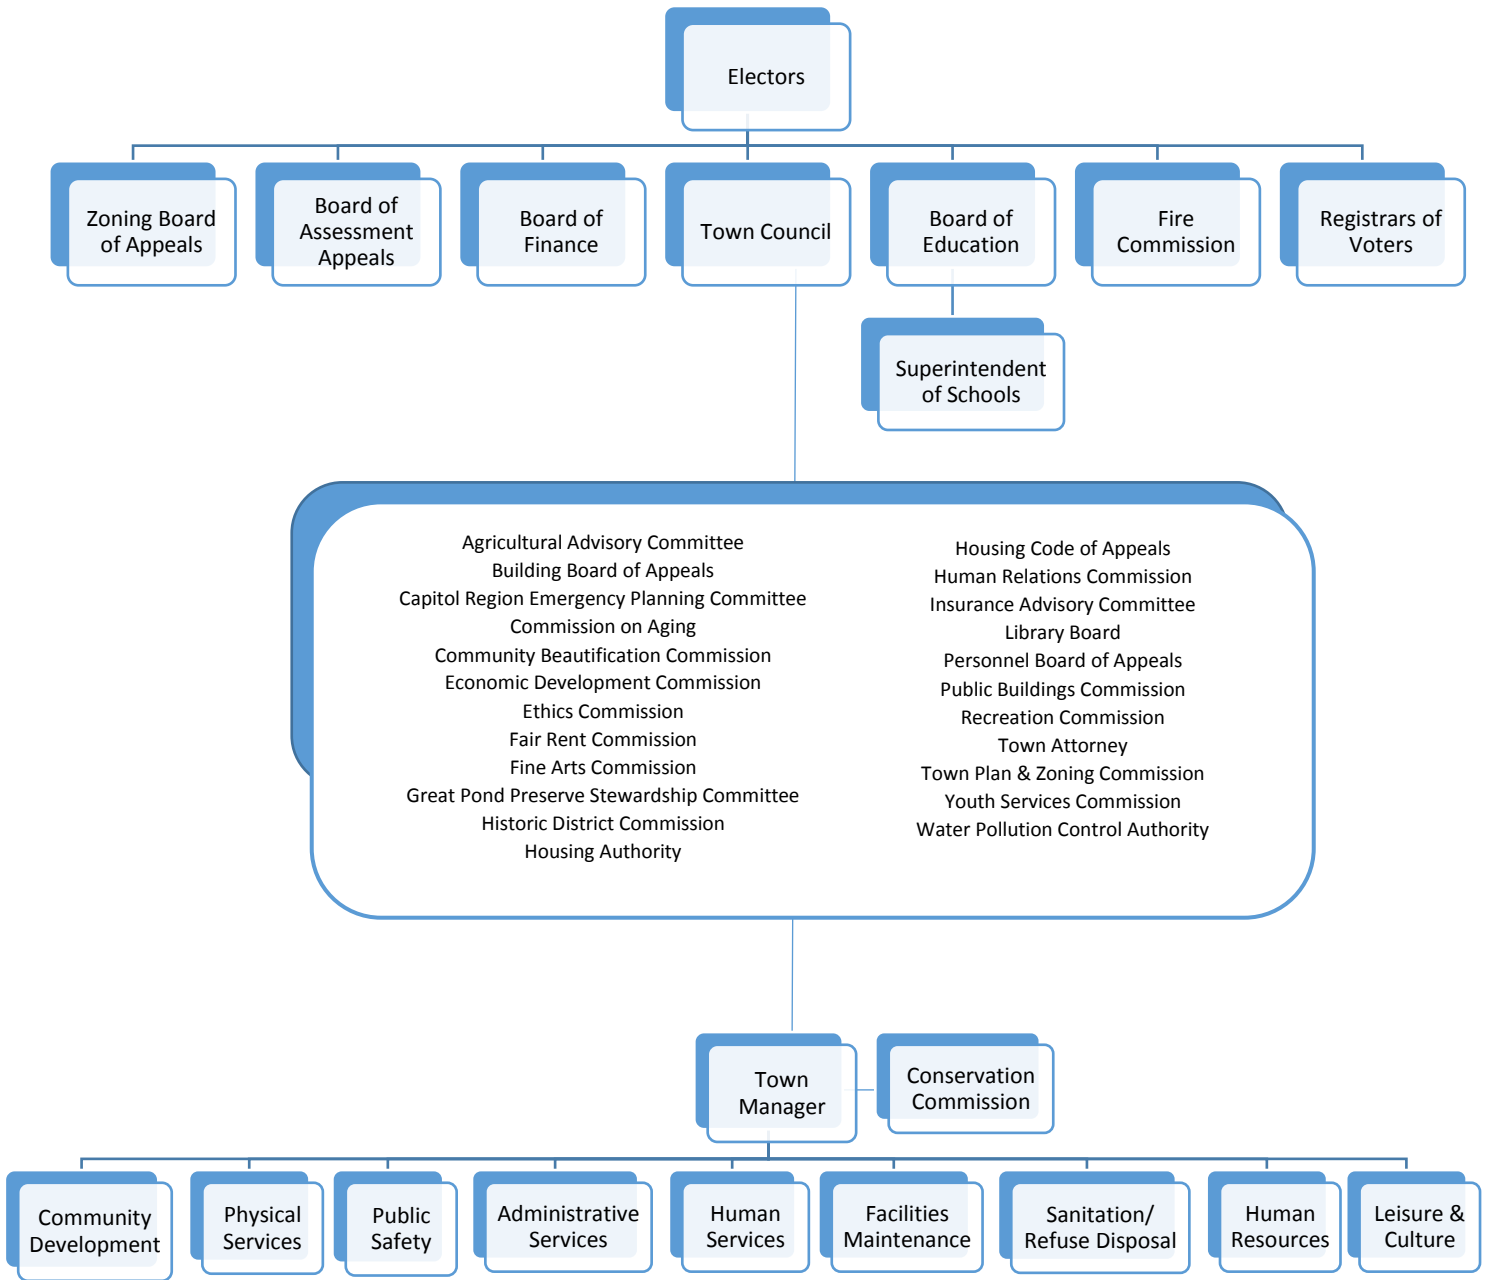 Electors
Zoning Board
of Appeals
Board of
Assessment
Appeals
Board of
Finance
Town Council
Board of
Education
Fire
Commission
Registrars of
Voters
Superintendent
of Schools
Agricultural Advisory Committee
Building Board of Appeals
Capitol Region Emergency Planning Committee
Commission on Aging
Community Beautification Commission
Economic Development Commission
Ethics Commission
Fair Rent Commission
Fine Arts Commission
Great Pond Preserve Stewardship Committee
Historic District Commission
Housing Authority
Housing Code of Appeals
Human Relations Commission
Insurance Advisory Committee
Library Board
Personnel Board of Appeals
Public Buildings Commission
Recreation Commission
Town Attorney
Town Plan & Zoning Commission
Youth Services Commission
Water Pollution Control Authority
Town
Manager
Conservation
Commission
Community
Development
Physical
Services
Public
Safety
Administrative
Services
Human
Services
Facilities
Maintenance
Sanitation/
Refuse Disposal
Human
Resources
Leisure &
Culture